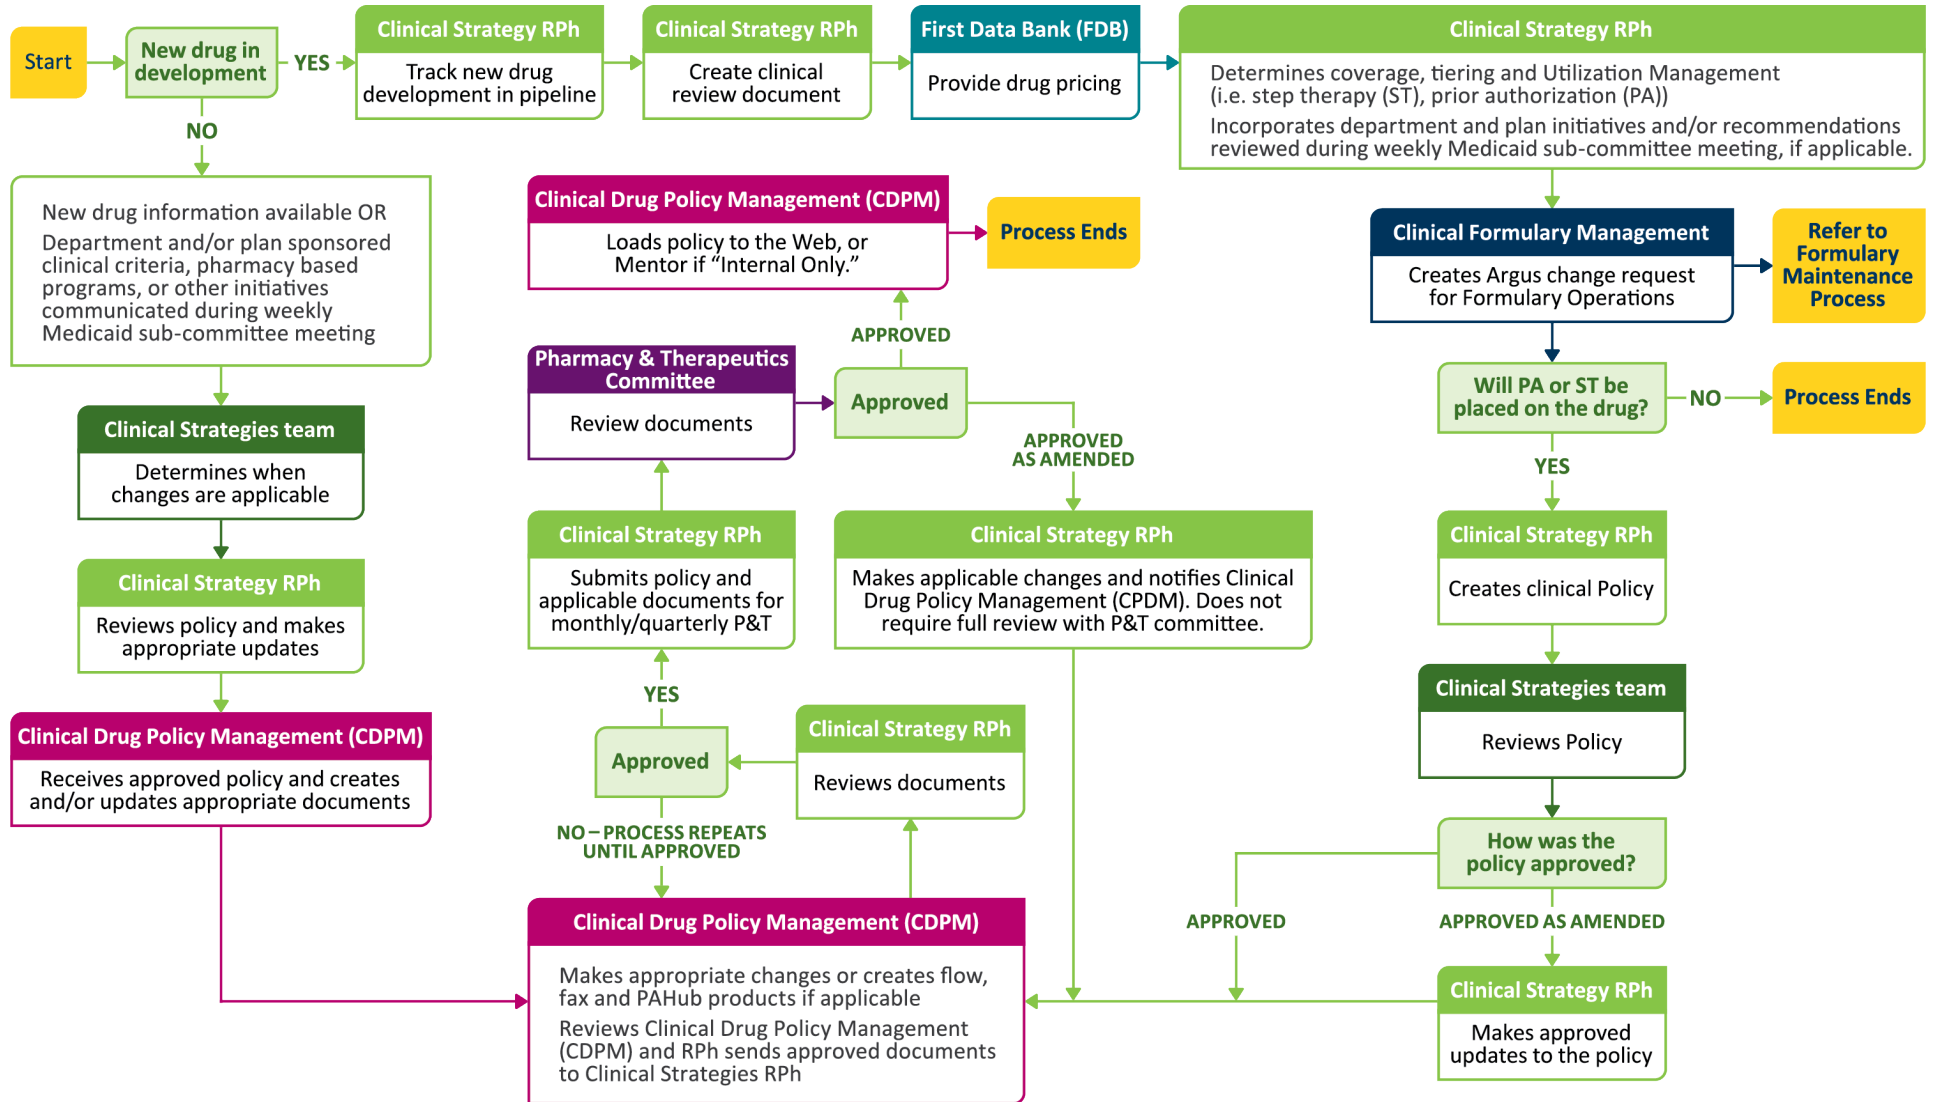 Start
New drug in
development
YES
NO
Clinical Strategy RPh
Track new drug
development in pipeline
Clinical Strategy RPh
Create clinical
review document
First Data Bank (FDB)
Provide drug pricing
Clinical Strategy RPh
Determines coverage, tiering and Utilization Management
(i.e. step therapy (ST), prior authorization (PA))
Incorporates department and plan initiatives and/or recommendations
reviewed during weekly Medicaid sub-committee meeting, if applicable.
New drug information available OR
Department and/or plan sponsored
clinical criteria, pharmacy based
programs, or other initiatives
communicated during weekly
Medicaid sub-committee meeting
Clinical Strategies team
Determines when
changes are applicable
Clinical Strategy RPh
Reviews policy and makes
appropriate updates
Clinical Drug Policy Management (CDPM)
Receives approved policy and creates
and/or updates appropriate documents
Clinical Drug Policy Management (CDPM)
Loads policy to the Web, or
Mentor if “Internal Only.”
Process Ends
APPROVED
Pharmacy & Therapeutics
Committee
Review documents
Approved
APPROVED
AS AMENDED
Clinical Strategy RPh
Submits policy and
applicable documents for
monthly/quarterly P&T
Clinical Strategy RPh
Makes applicable changes and notifies Clinical
Drug Policy Management (CPDM). Does not
require full review with P&T committee.
YES
Approved
Clinical Strategy RPh
Reviews documents
NO – PROCESS REPEATS
UNTIL APPROVED
Clinical Drug Policy Management (CDPM)
Makes appropriate changes or creates flow,
fax and PAHub products if applicable
Reviews Clinical Drug Policy Management
(CDPM) and RPh sends approved documents
to Clinical Strategies RPh
Clinical Formulary Management
Creates Argus change request
for Formulary Operations
Refer to
Formulary
Maintenance
Process
Will PA or ST be
placed on the drug?
NO
Process Ends
YES
Clinical Strategy RPh
Creates clinical Policy
Clinical Strategies team
Reviews Policy
How was the
policy approved?
APPROVED
APPROVED AS AMENDED
Clinical Strategy RPh
Makes approved
updates to the policy